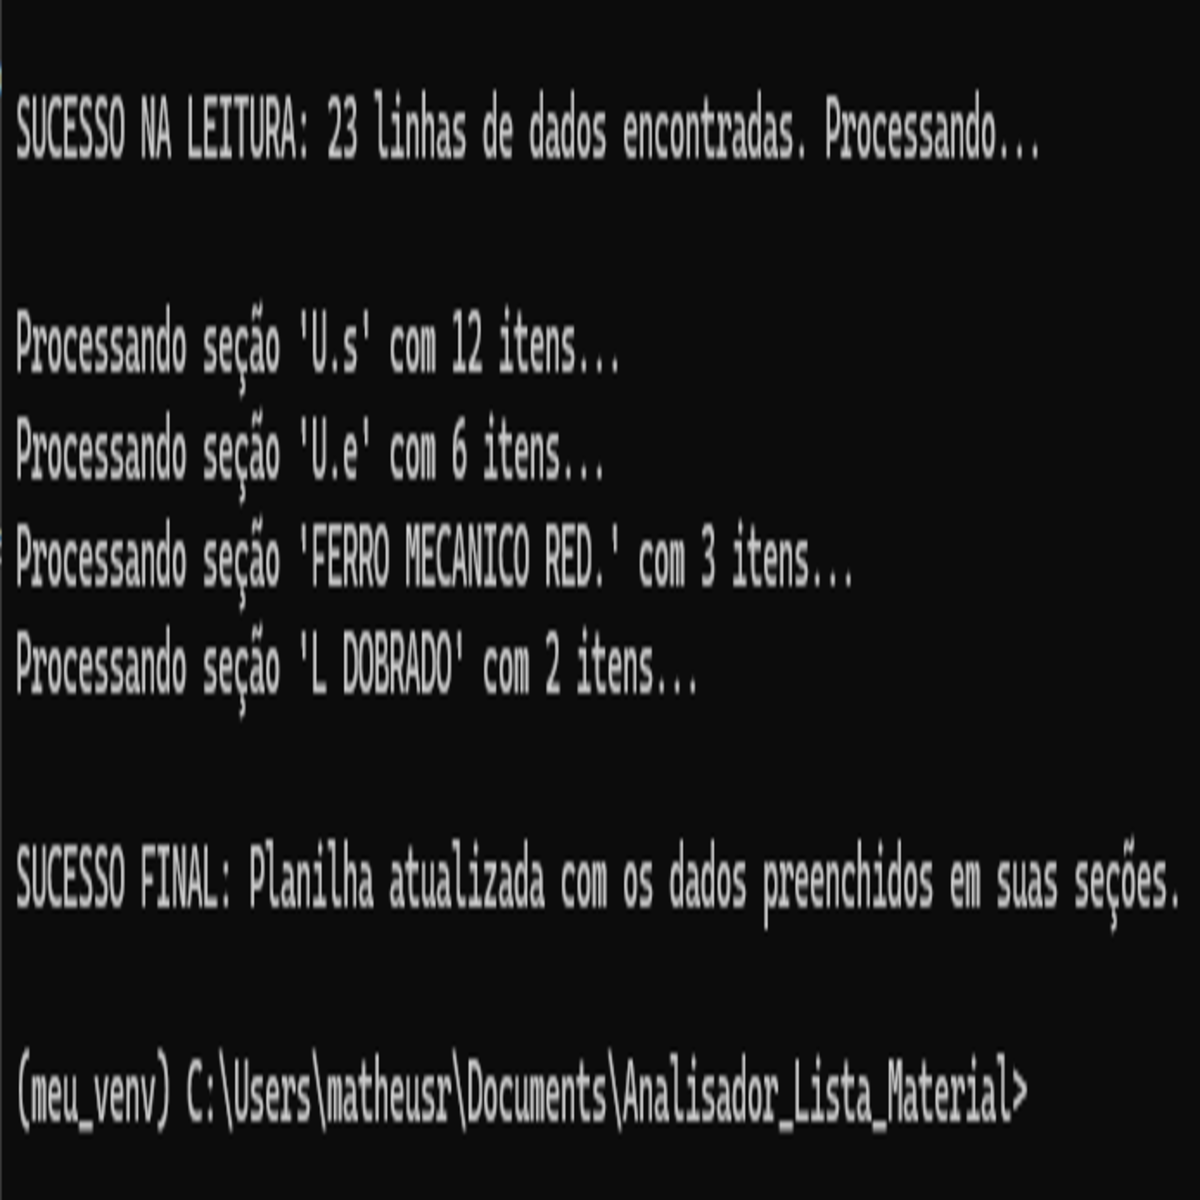 SUCESSO NA LEITURA: 23 linhas de dados encontradas. Processando...
Processando seção 'U.s' com 12 itens...
Processando seção 'U.e' com 6 itens...
Processando seção 'FERRO MECANICO RED.' com 3 itens...
Processando seção 'L DOBRADO' com 2 itens...
SUCESSO FINAL: Planilha atualizada com os dados preenchidos em suas seções.
(meu_venv) C:\Users\matheusr\Documents\Analisador_Lista_Material>